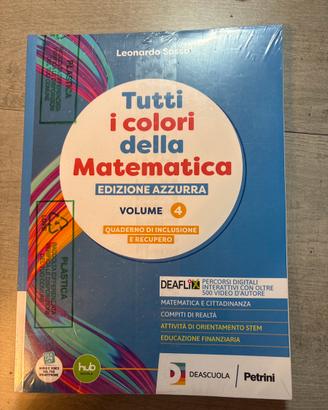 Leonardo Sasso
Tutti
i colori
della
Matematica
EDIZIONE AZZURRA
VOLUME 4
QUADERNO DI INCLUSIONE
E RECUPERO
DEAFLIX
PERCORSI DIGITALI
INTERATTIVI CON OLTRE
500 VIDEO D'AUTORE
MATEMATICA E CITTADINANZA
COMPITI DI REALTÀ
ATTIVITÀ DI ORIENTAMENTO STEM
EDUCAZIONE FINANZIARIA
PLASTICA
PLASTICA
hub
D
DEASCUOLA
Petrini